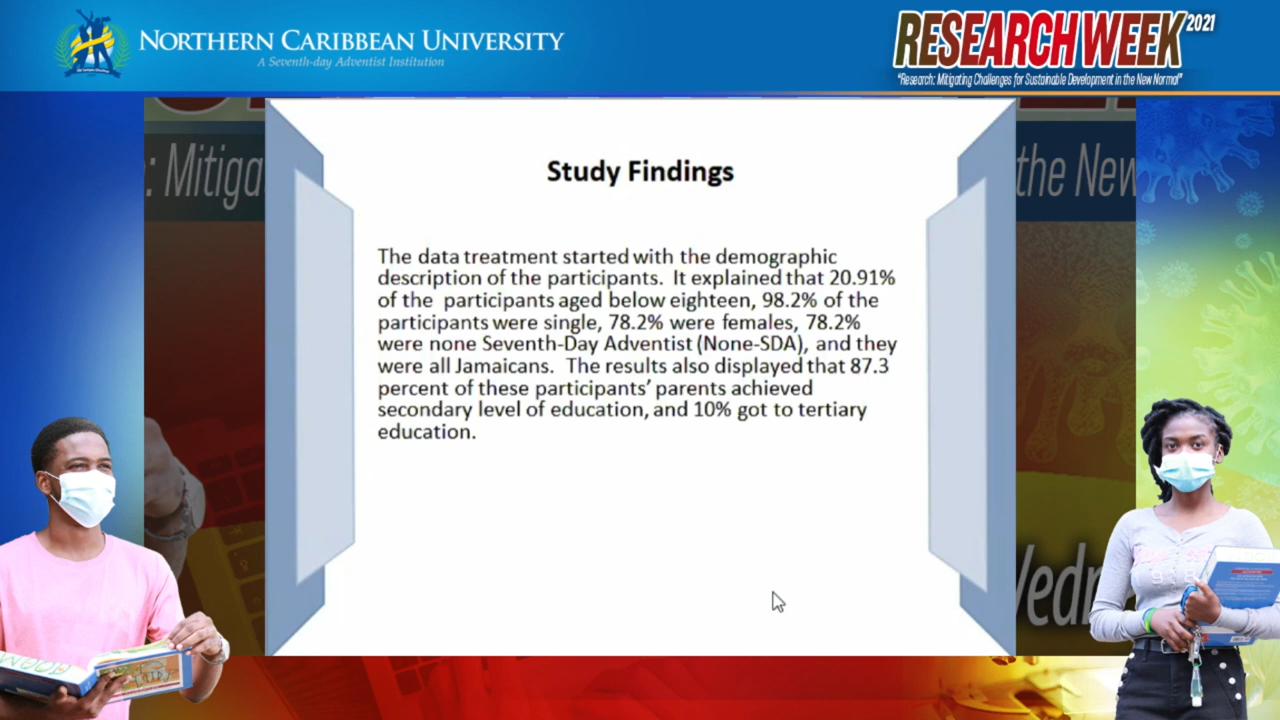 NORTHERN CARIBBEAN UNIVERSITY
A Seventh-day Adventist Institution
RESEARCH WEEK 2021
"Research: Mitigating Challenges for Sustainable Development in the New Normal"
: Mitiga
the New
Study Findings
The data treatment started with the demographic
description of the participants. It explained that 20.91%
of the participants aged below eighteen, 98.2% of the
participants were single, 78.2% were females, 78.2%
were none Seventh-Day Adventist (None-SDA), and they
were all Jamaicans. The results also displayed that 87.3
percent of these participants' parents achieved
secondary level of education, and 10% got to tertiary
education.
Wedn